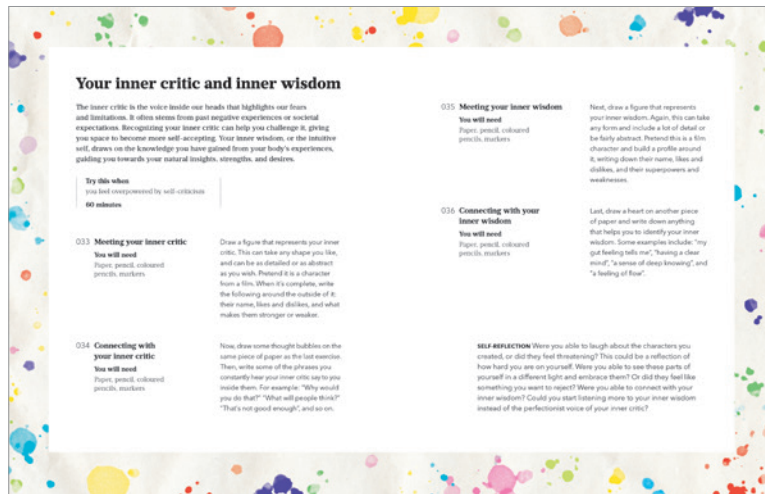 Your inner critic and inner wisdom
The inner critic is the voice inside our heads that highlights our fears
and limitations. It often stems from past negative experiences or societal
expectations. Recognizing your inner critic can help you challenge it, giving
you space to become more self-accepting. Your inner wisdom, or the intuitive
self, draws on the knowledge you have gained from your body's experiences,
guiding you towards your natural insights, strengths, and desires.
Try this when
you feel overpowered by self-criticism
60 minutes
033 Meeting your inner critic
You will need
Paper, pencil, coloured
pencils, markers
Draw a figure that represents your inner
critic. This can take any shape you like,
and can be as detailed or as abstract
as you wish. Pretend it is a character
from a film. When it's complete, write
the following around the outside of it:
their name, likes and dislikes, and what
makes them stronger or weaker.
034 Connecting with
your inner critic
You will need
Paper, pencil, coloured
pencils, markers
Now, draw some thought bubbles on the
same piece of paper as the last exercise.
Then, write some of the phrases you
constantly hear your inner critic say to you
inside them. For example: "Why would
you do that?" "What will people think?"
"That's not good enough", and so on.
035 Meeting your inner wisdom
You will need
Paper, pencil, coloured
pencils, markers
Next, draw a figure that represents
your inner wisdom. Again, this can take
any form and include a lot of detail or
be fairly abstract. Pretend this is a film
character and build a profile around
it, writing down their name, likes and
dislikes, and their superpowers and
weaknesses.
036 Connecting with your
inner wisdom
You will need
Paper, pencil, coloured
pencils, markers
Last, draw a heart on another piece
of paper and write down anything
that helps you to identify your inner
wisdom. Some examples include: "my
gut feeling tells me", "having a clear
mind", "a sense of deep knowing", and
"a feeling of flow".
SELF-REFLECTION Were you able to laugh about the characters you
created, or did they feel threatening? This could be a reflection of
how hard you are on yourself. Were you able to see these parts of
yourself in a different light and embrace them? Or did they feel like
something you want to reject? Were you able to connect with your
inner wisdom? Could you start listening more to your inner wisdom
instead of the perfectionist voice of your inner critic?